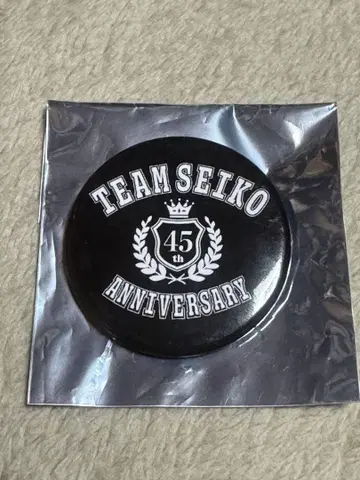 TEAM SEIKO
45
th
ANNIVERSARY